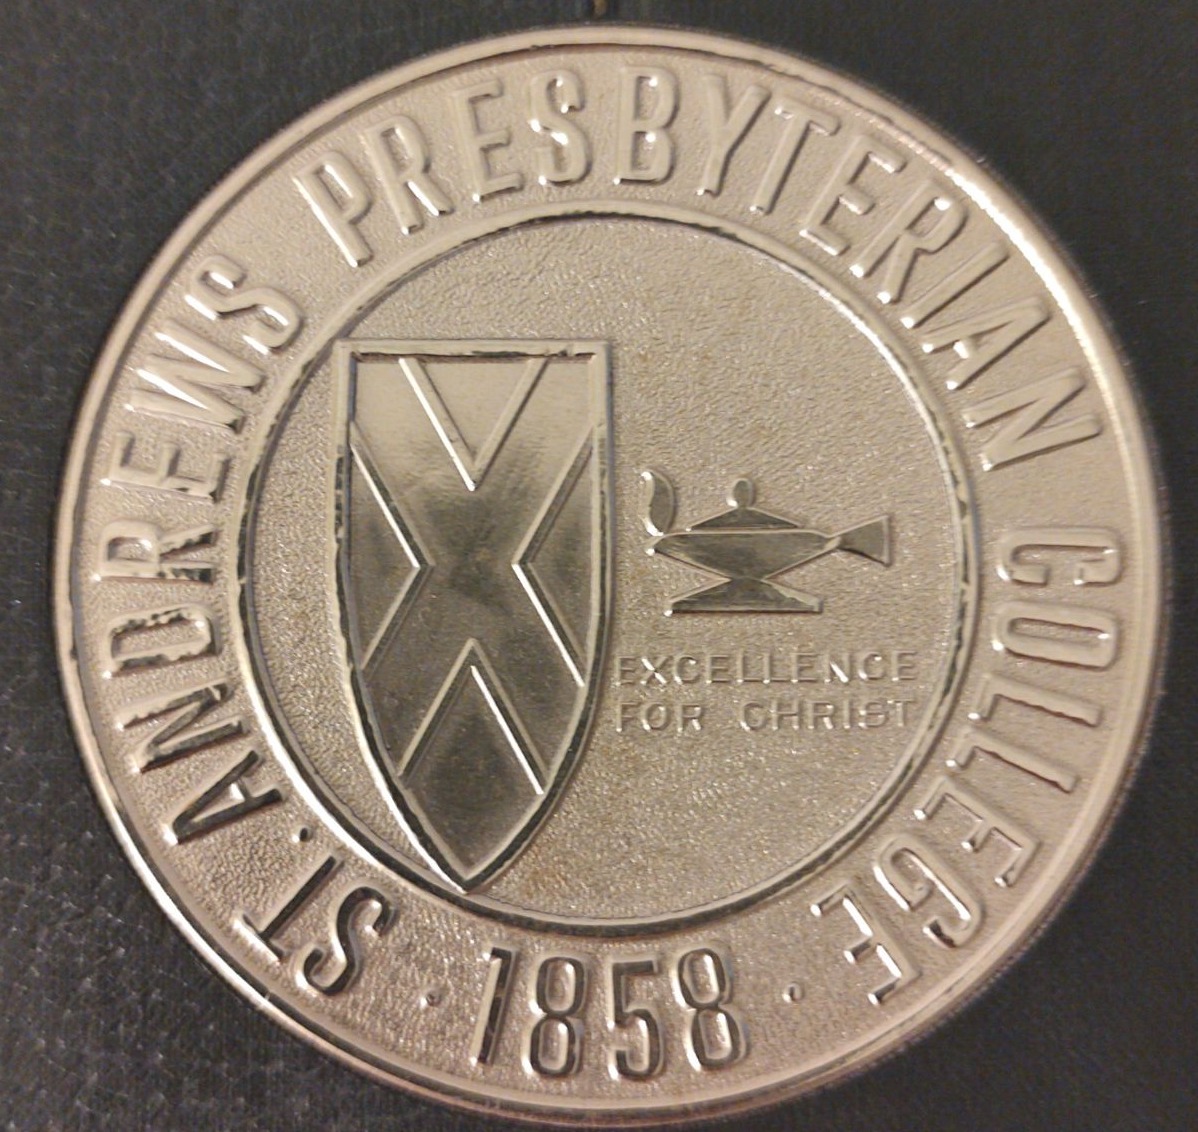 ST. ANDREWS PRESBYTERIAN COLLEGE
EXCELLENCE
FOR CHRIST
· 1858 ·